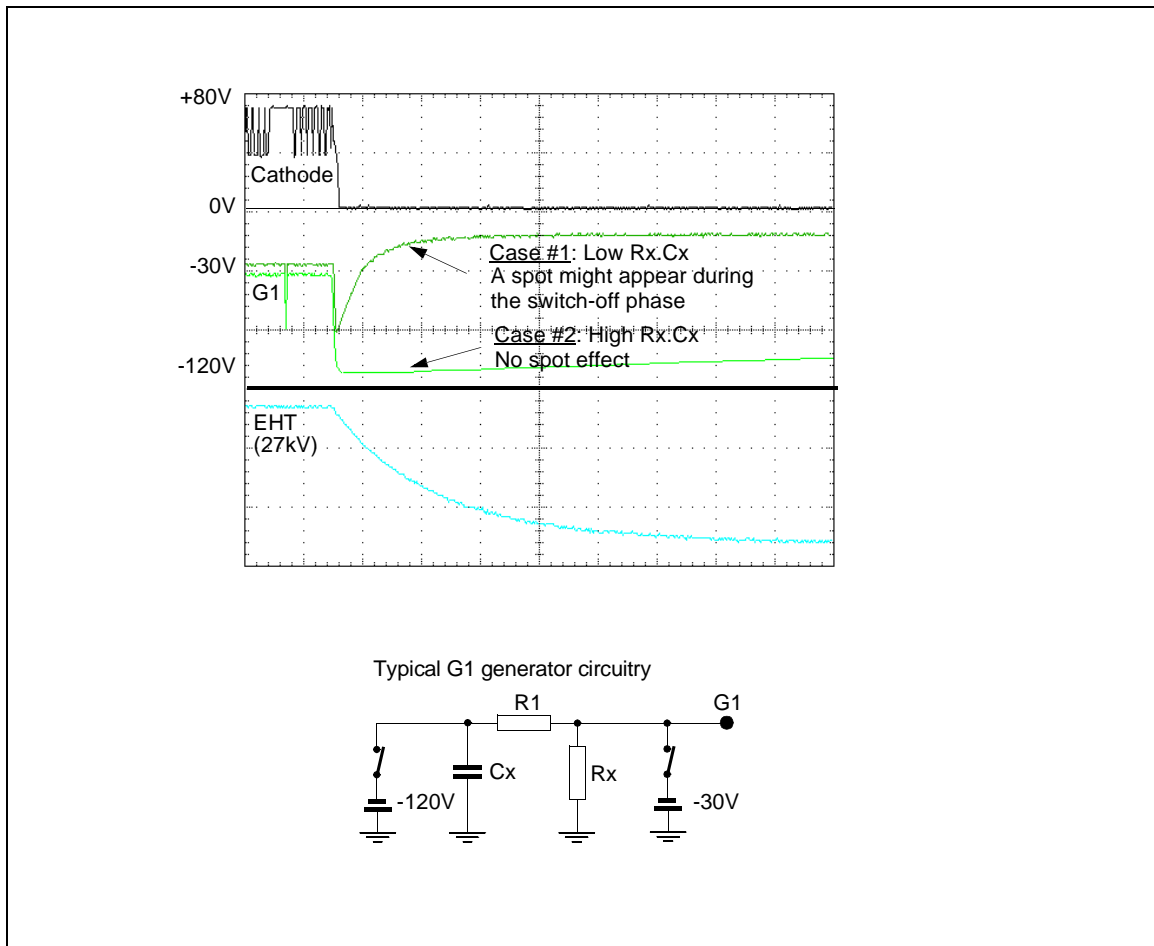 +80V
Cathode
0V
Case #1: Low Rx.Cx
-30V
A spot might appear during
G1
the switch-off phase
Case #2: High Rx.Cx
-120V
No spot effect
EHT
(27kV)
Typical G1 generator circuitry
R1
G1
Cx
Rx
-120V
-30V